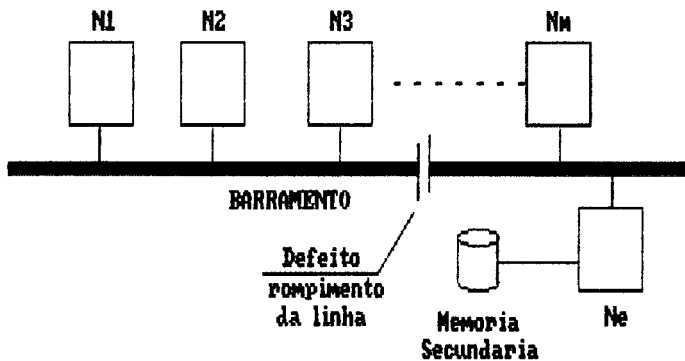 N1 N2 N3 Nm
BARRAMENTO
Defeito
rompimento
da linha
Memoria
Secundaria
Ne